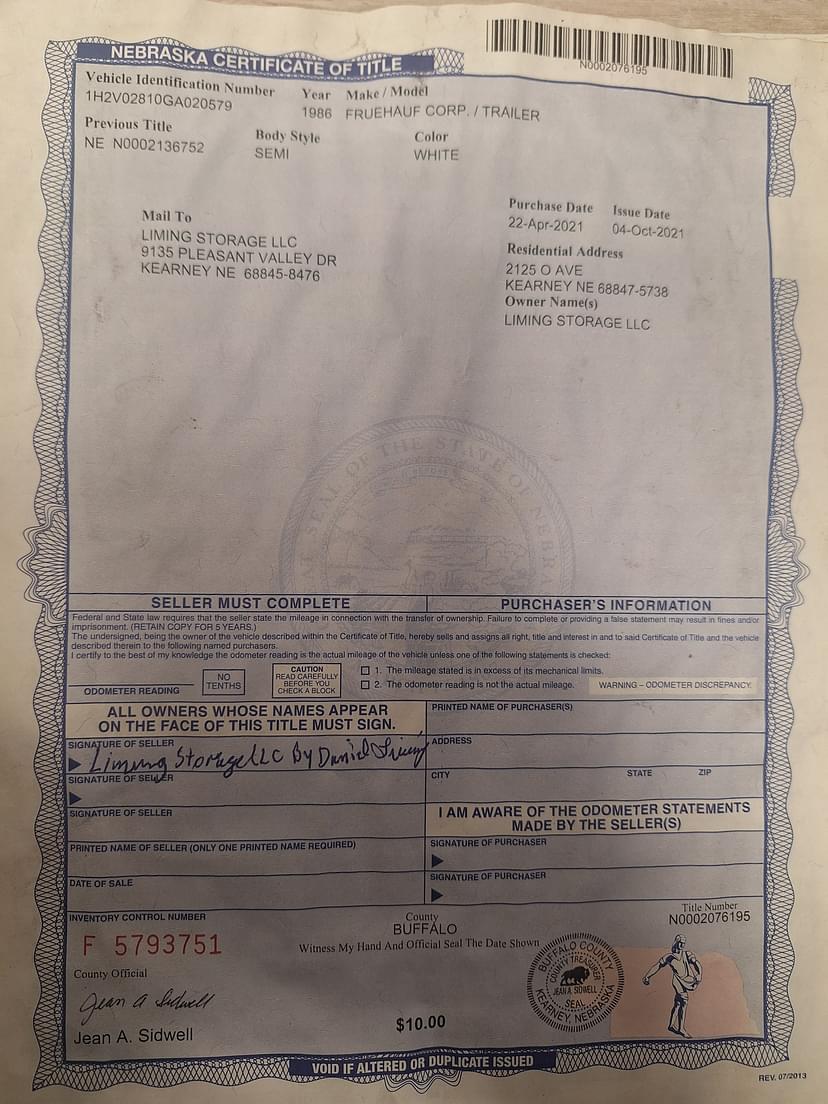 NEBRASKA CERTIFICATE OF TITLE
N0002076195
Vehicle Identification Number
1H2V02810GA020579
Year Make / Model
1986 FRUEHAUF CORP. / TRAILER
Previous Title
NE N0002136752
Body Style
SEMI
Color
WHITE
Mail To
LIMING STORAGE LLC
9135 PLEASANT VALLEY DR
KEARNEY NE 68845-8476
Purchase Date Issue Date
22-Apr-2021 04-Oct-2021
Residential Address
2125 O AVE
KEARNEY NE 68847-5738
Owner Name(s)
LIMING STORAGE LLC
SEAL OF THE STATE OF NEBRA
SELLER MUST COMPLETE
PURCHASER'S INFORMATION
Federal and State law requires that the seller state the mileage in connection with the transfer of ownership. Failure to complete or providing a false statement may result in fines and/or
imprisonment. (RETAIN COPY FOR 5 YEARS.)
The undersigned, being the owner of the vehicle described within the Certificate of Title, hereby sells and assigns all right, title and interest in and to said Certificate of Title and the vehicle
described therein to the following named purchasers.
I certify to the best of my knowledge the odometer reading is the actual mileage of the vehicle unless one of the following statements is checked:
ODOMETER READING
NO
TENTHS
CAUTION
READ CAREFULLY
BEFORE YOU
CHECK A BLOCK
1. The mileage stated is in excess of its mechanical limits.
2. The odometer reading is not the actual mileage.
WARNING – ODOMETER DISCREPANCY.
ALL OWNERS WHOSE NAMES APPEAR
ON THE FACE OF THIS TITLE MUST SIGN.
SIGNATURE OF SELLER
Liming Storage LLC By Daniel Liming
SIGNATURE OF SELLER
SIGNATURE OF SELLER
PRINTED NAME OF SELLER (ONLY ONE PRINTED NAME REQUIRED)
DATE OF SALE
PRINTED NAME OF PURCHASER(S)
ADDRESS
CITY STATE ZIP
I AM AWARE OF THE ODOMETER STATEMENTS
MADE BY THE SELLER(S)
SIGNATURE OF PURCHASER
SIGNATURE OF PURCHASER
INVENTORY CONTROL NUMBER
F 5793751
County
BUFFALO
Witness My Hand And Official Seal The Date Shown
Title Number
N0002076195
County Official
Jean A Sidwell
Jean A. Sidwell
$10.00
BUFFALO COUNTY
COUNTY TREASURER
JEAN A. SIDWELL
SEAL
KEARNEY, NEBRASKA
VOID IF ALTERED OR DUPLICATE ISSUED
REV. 07/2013